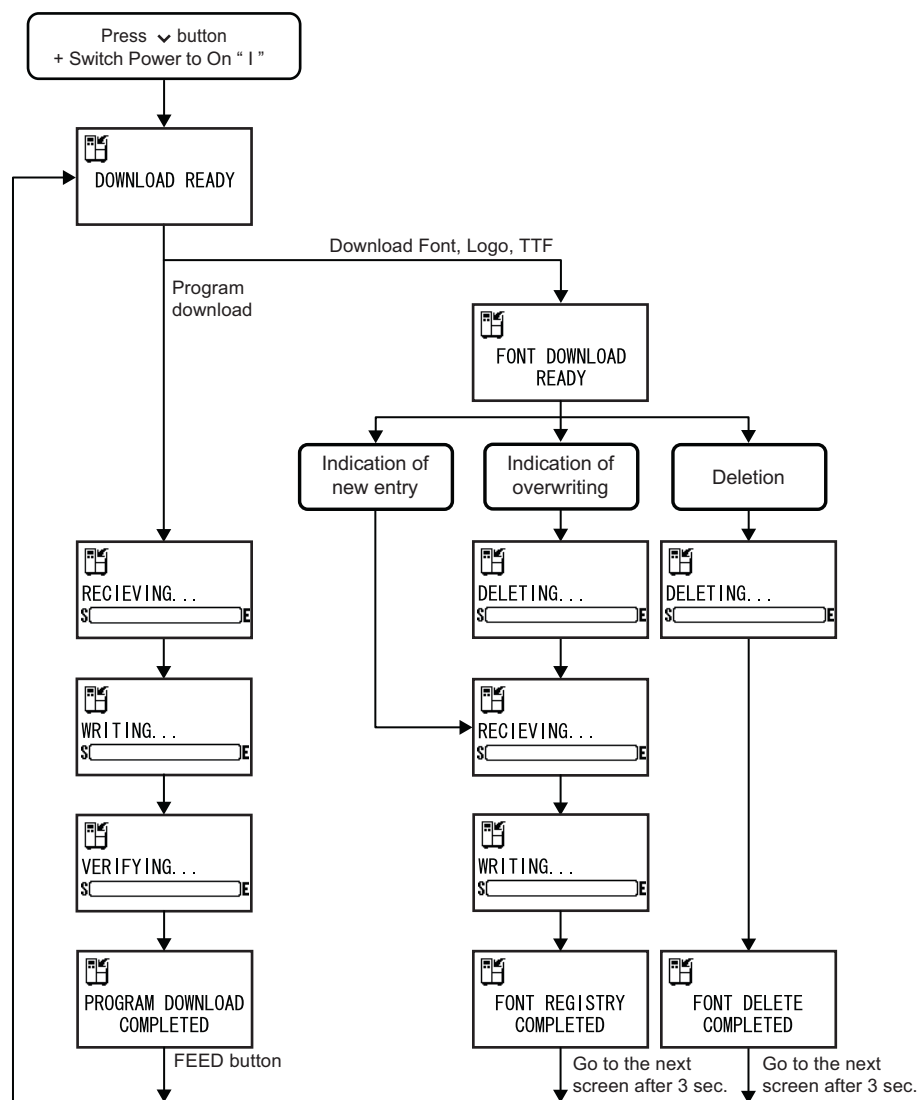 Press ⌄ button
+ Switch Power to On “ I ”
DOWNLOAD READY
Download Font, Logo, TTF
Program
download
FONT DOWNLOAD
READY
Indication of
new entry
Indication of
overwriting
Deletion
RECIEVING...
S E
DELETING...
S E
DELETING...
S E
WRITING...
S E
RECIEVING...
S E
VERIFYING...
S E
WRITING...
S E
PROGRAM DOWNLOAD
COMPLETED
FONT REGISTRY
COMPLETED
FONT DELETE
COMPLETED
FEED button
Go to the next
screen after 3 sec.
Go to the next
screen after 3 sec.